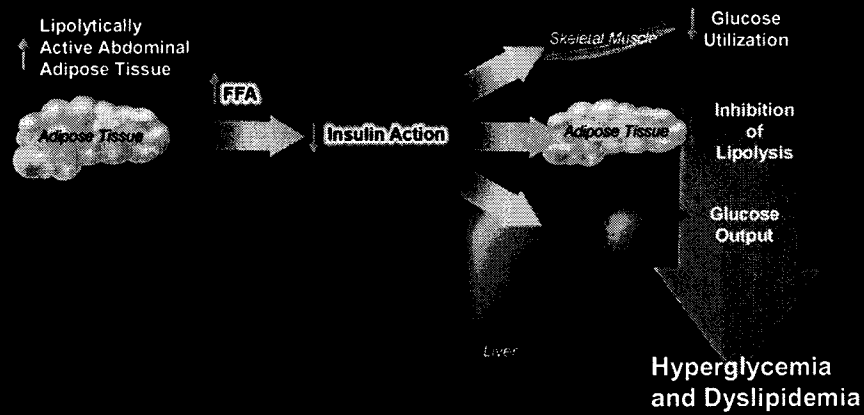 ↑ Lipolytically
Active Abdominal
Adipose Tissue
Adipose Tissue
↑ FFA
↓ Insulin Action
Skeletal Muscle
↓ Glucose
Utilization
Adipose Tissue
Inhibition
of
Lipolysis
Glucose
Output
Liver
Hyperglycemia
and Dyslipidemia